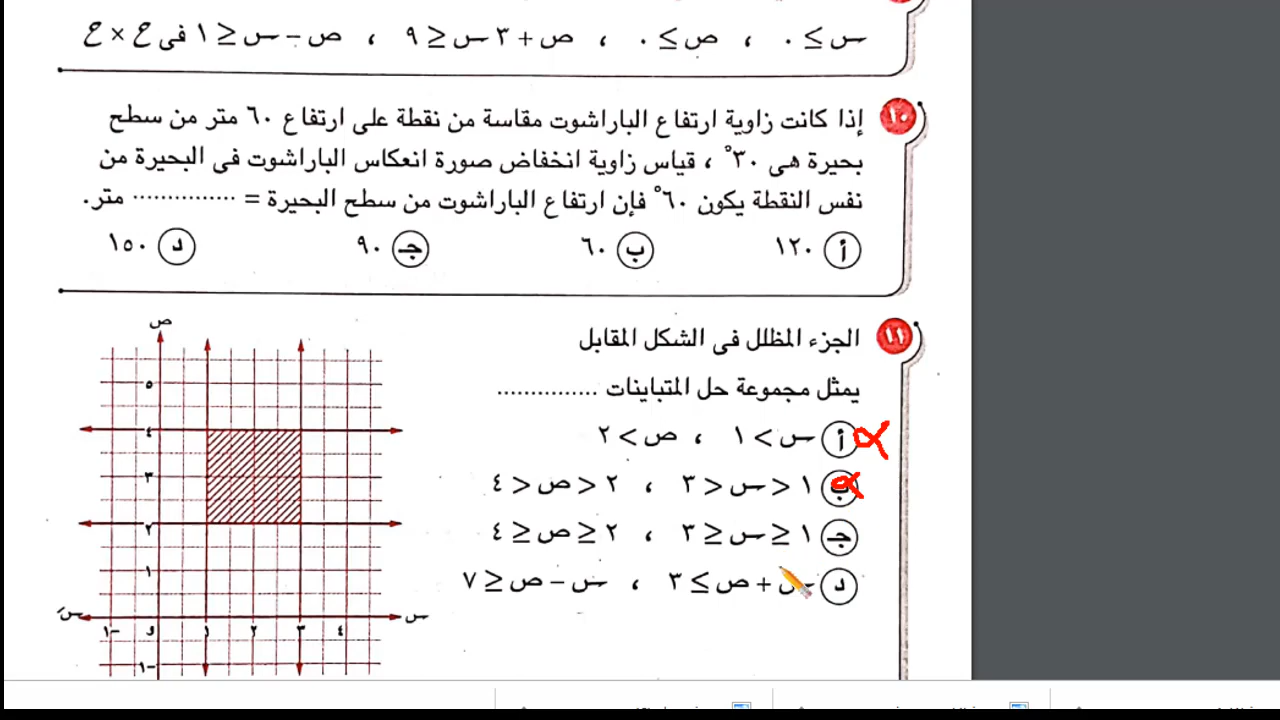 س ≥ ٠ ، ص ≥ ٠ ، ص + ٣ س ≤ ٩ ، ص − س ≤ ١ فى ح × ح
١٠ إذا كانت زاوية ارتفاع الباراشوت مقاسة من نقطة على ارتفاع ٦٠ متر من سطح
بحيرة هى ٣٠° ، قياس زاوية انخفاض صورة انعكاس الباراشوت فى البحيرة من
نفس النقطة يكون ٦٠° فإن ارتفاع الباراشوت من سطح البحيرة = ............... متر.
أ ١٢٠ ب ٦٠ جـ ٩٠ د ١٥٠
١١ الجزء المظلل فى الشكل المقابل
يمثل مجموعة حل المتباينات ...............
أ س > ١ ، ص > ٢
ب ١ < س < ٣ ، ٢ < ص < ٤
جـ ١ ≤ س ≤ ٣ ، ٢ ≤ ص ≤ ٤
د س + ص ≥ ٣ ، س − ص ≤ ٧
ص
٥
٤
٣
٢
١
سَ −١ و ١ ٢ ٣ ٤ س
−١